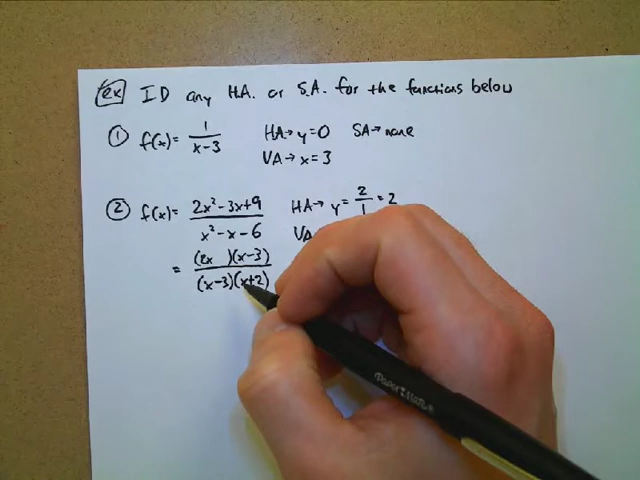 ex ID any H.A. or S.A. for the functions below
① f(x) = 1/(x-3) HA → y=0 SA → none
VA → x=3
② f(x) = (2x²-3x+9)/(x²-x-6) HA → y = 2/1 = 2
VA
= (2x )(x-3)/(x-3)(x+2)
PaperMate